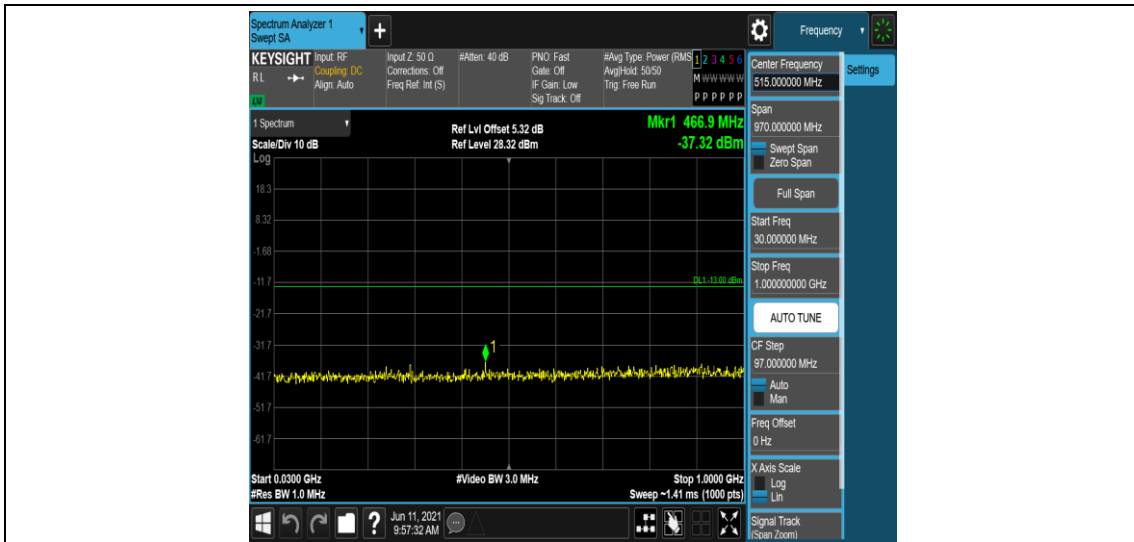 Spectrum Analyzer 1
Swept SA
+
Frequency
KEYSIGHT
R L
LXI
Input: RF
Coupling: DC
Align: Auto
Input Z: 50 Ω
Corrections: Off
Freq Ref: Int (S)
#Atten: 40 dB
PNO: Fast
Gate: Off
IF Gain: Low
Sig Track: Off
#Avg Type: Power (RMS
Avg|Hold: 50/50
Trig: Free Run
1 2 3 4 5 6
M W W W W W
P P P P P P
1 Spectrum
Scale/Div 10 dB
Log
Ref Lvl Offset 5.32 dB
Ref Level 28.32 dBm
Mkr1 466.9 MHz
-37.32 dBm
18.3
8.32
-1.68
-11.7
DL1 -13.00 dBm
-21.7
-31.7
1
-41.7
-51.7
-61.7
Start 0.0300 GHz
#Res BW 1.0 MHz
#Video BW 3.0 MHz
Stop 1.0000 GHz
Sweep ~1.41 ms (1000 pts)
?
Jun 11, 2021
9:57:32 AM
Center Frequency
515.000000 MHz
Settings
Span
970.000000 MHz
Swept Span
Zero Span
Full Span
Start Freq
30.000000 MHz
Stop Freq
1.000000000 GHz
AUTO TUNE
CF Step
97.000000 MHz
Auto
Man
Freq Offset
0 Hz
X Axis Scale
Log
Lin
Signal Track
(Span Zoom)